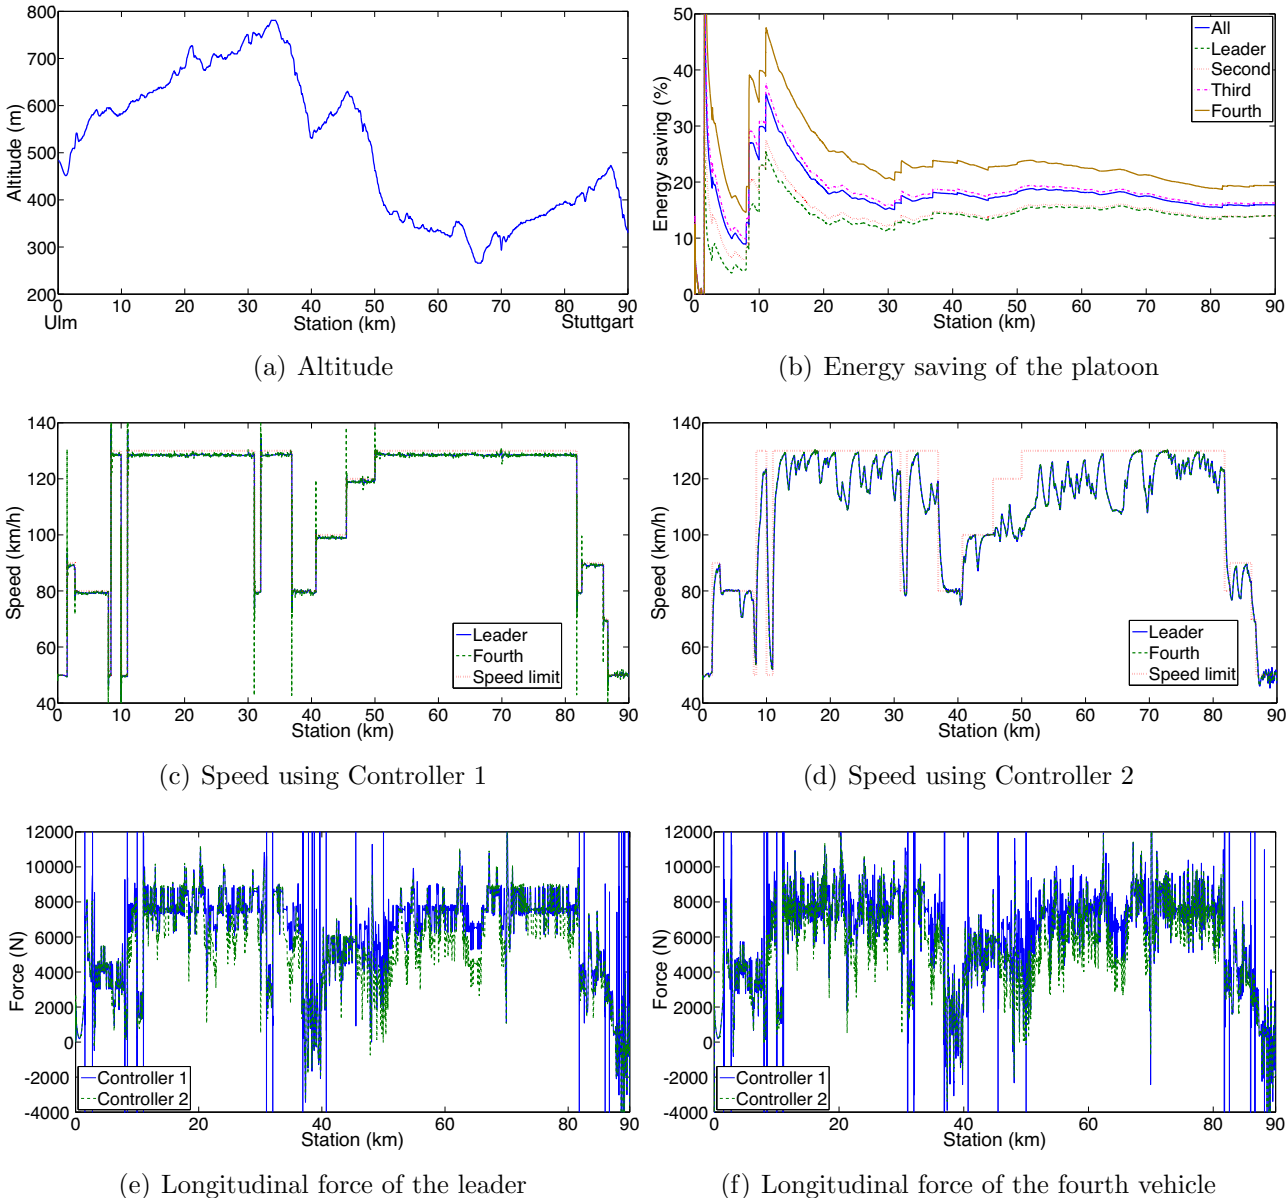 800
700
600
500
400
300
200
Altitude (m)
0 10 20 30 40 50 60 70 80 90
Ulm Station (km) Stuttgart
(a) Altitude
50
40
30
20
10
0
Energy saving (%)
All
Leader
Second
Third
Fourth
0 10 20 30 40 50 60 70 80 90
Station (km)
(b) Energy saving of the platoon
140
120
100
80
60
40
Speed (km/h)
Leader
Fourth
Speed limit
0 10 20 30 40 50 60 70 80 90
Station (km)
(c) Speed using Controller 1
140
120
100
80
60
40
Speed (km/h)
Leader
Fourth
Speed limit
0 10 20 30 40 50 60 70 80 90
Station (km)
(d) Speed using Controller 2
12000
10000
8000
6000
4000
2000
0
-2000
-4000
Force (N)
Controller 1
Controller 2
0 20 40 60 80 90
Station (km)
(e) Longitudinal force of the leader
12000
10000
8000
6000
4000
2000
0
-2000
-4000
Force (N)
Controller 1
Controller 2
0 20 40 60 80 90
Station (km)
(f) Longitudinal force of the fourth vehicle